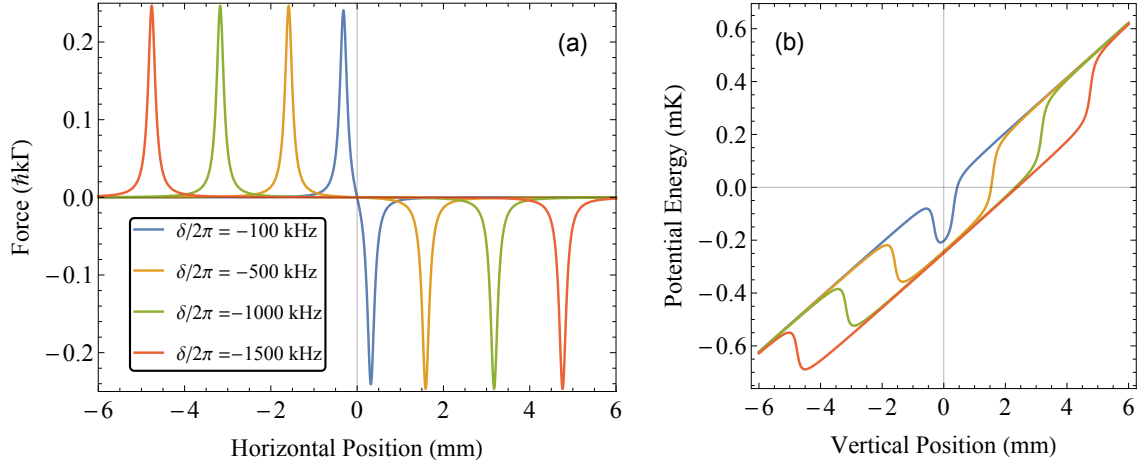 (a)
Force (ħkΓ)
0.2
0.1
0.0
−0.1
−0.2
δ/2π = −100 kHz
δ/2π = −500 kHz
δ/2π =−1000 kHz
δ/2π =−1500 kHz
−6 −4 −2 0 2 4 6
Horizontal Position (mm)
(b)
Potential Energy (mK)
0.6
0.4
0.2
0.0
−0.2
−0.4
−0.6
−6 −4 −2 0 2 4 6
Vertical Position (mm)